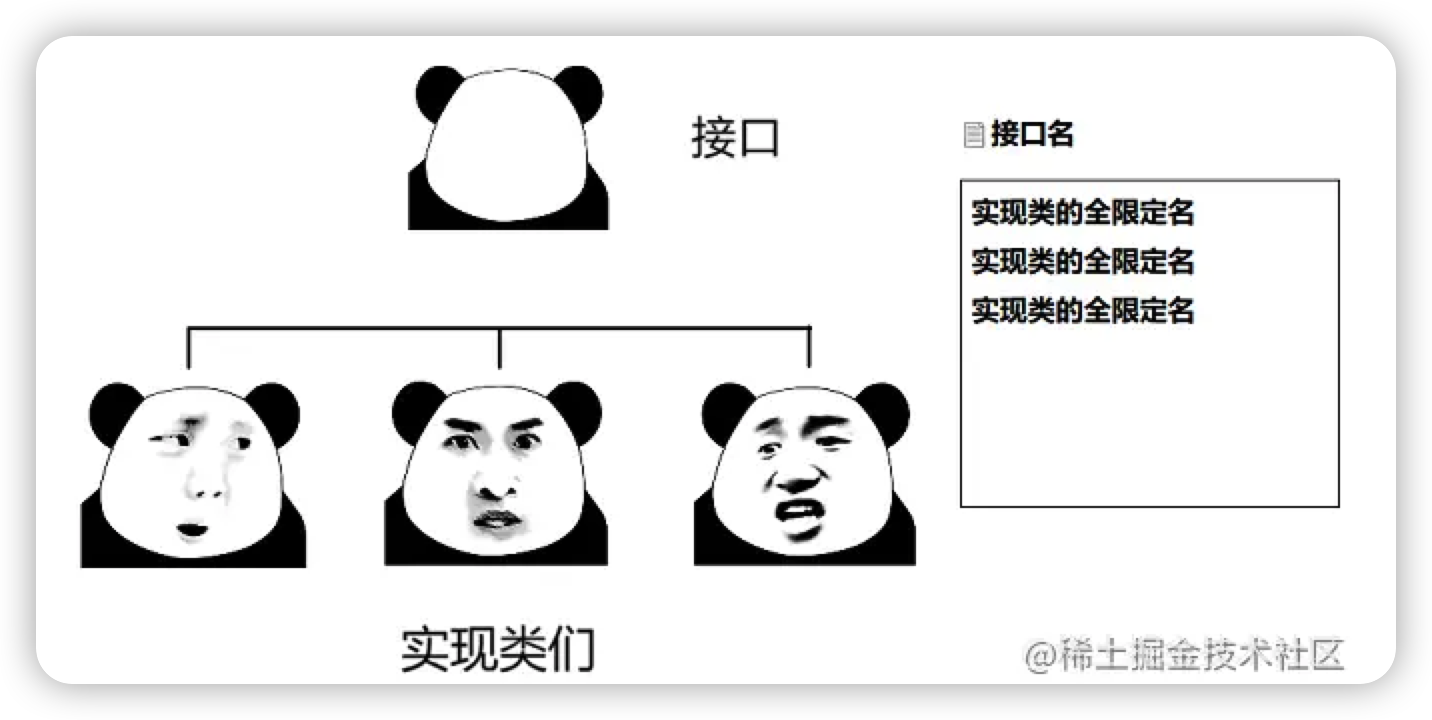 接口
接口名
实现类的全限定名
实现类的全限定名
实现类的全限定名
实现类们
@稀土掘金技术社区